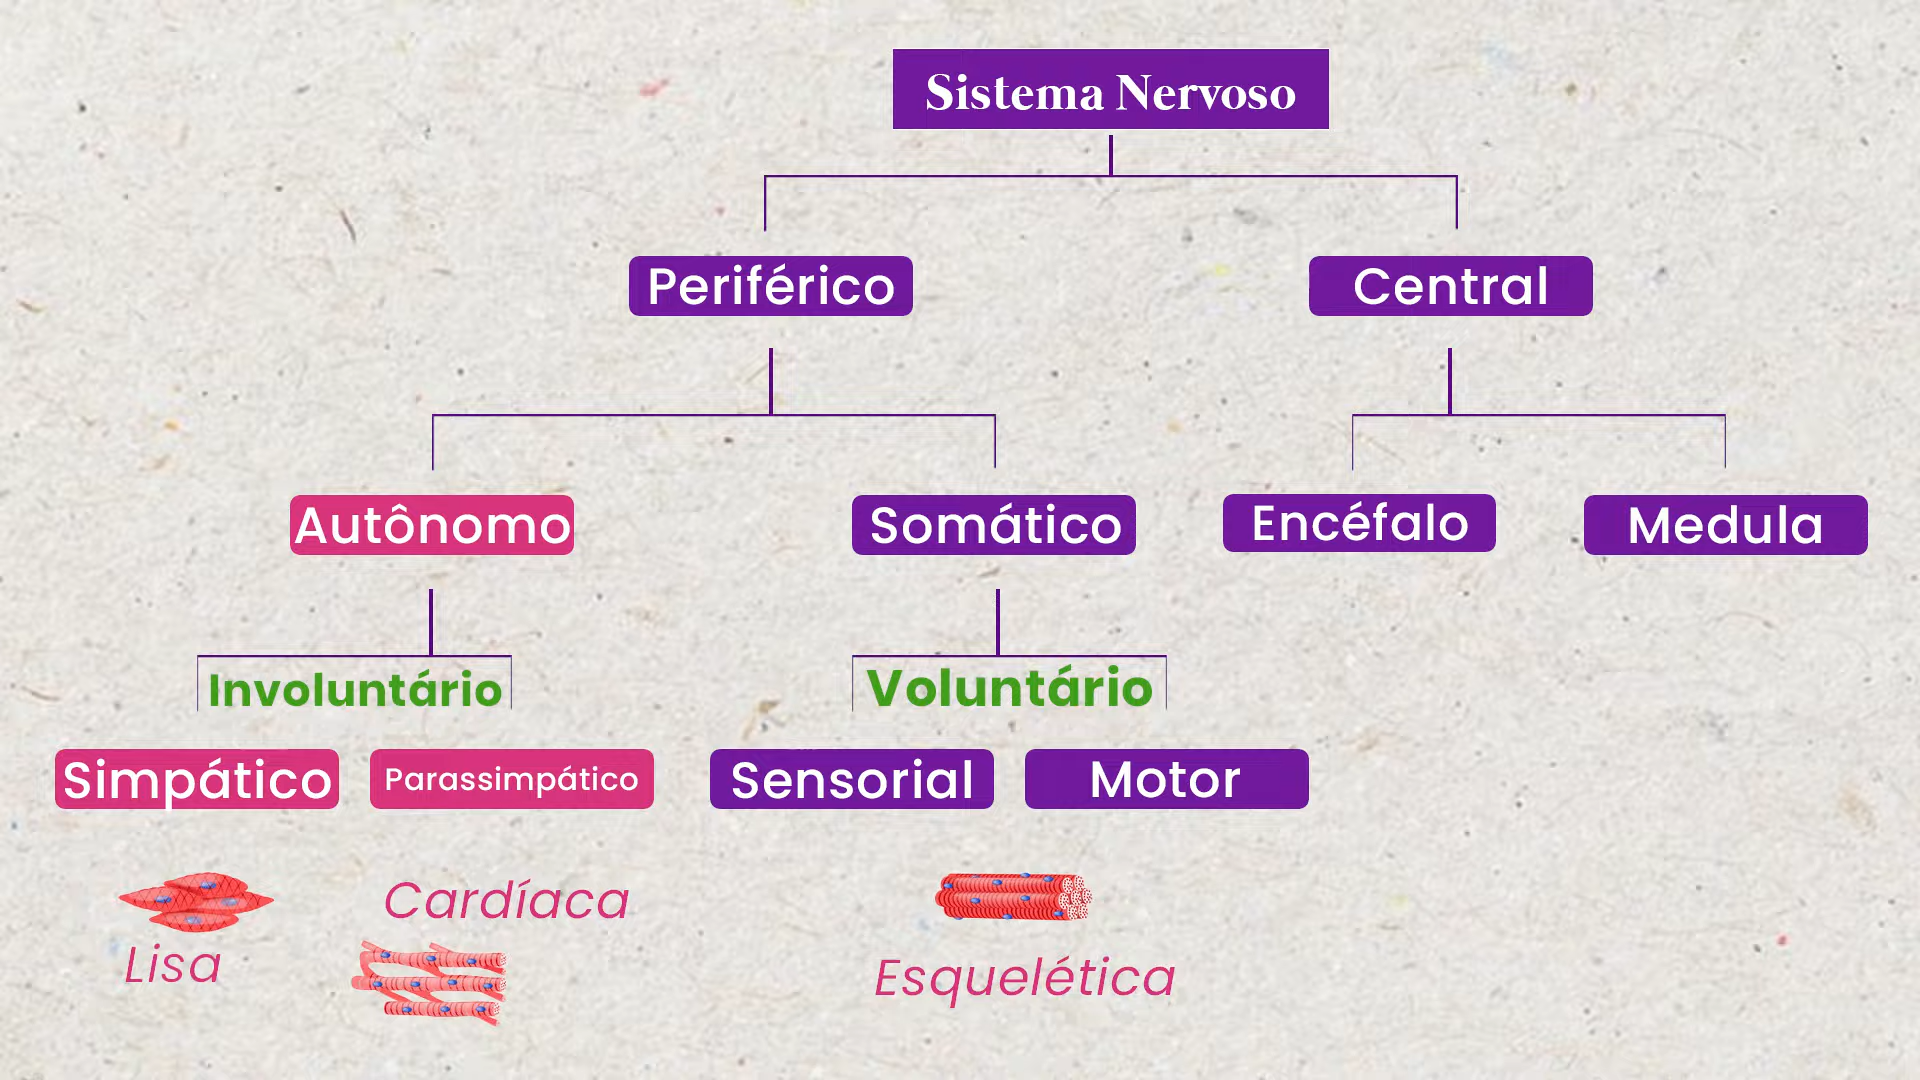 Sistema Nervoso
Periférico
Central
Autônomo
Somático
Encéfalo
Medula
Involuntário
Voluntário
Simpático
Parassimpático
Sensorial
Motor
Cardíaca
Lisa
Esquelética